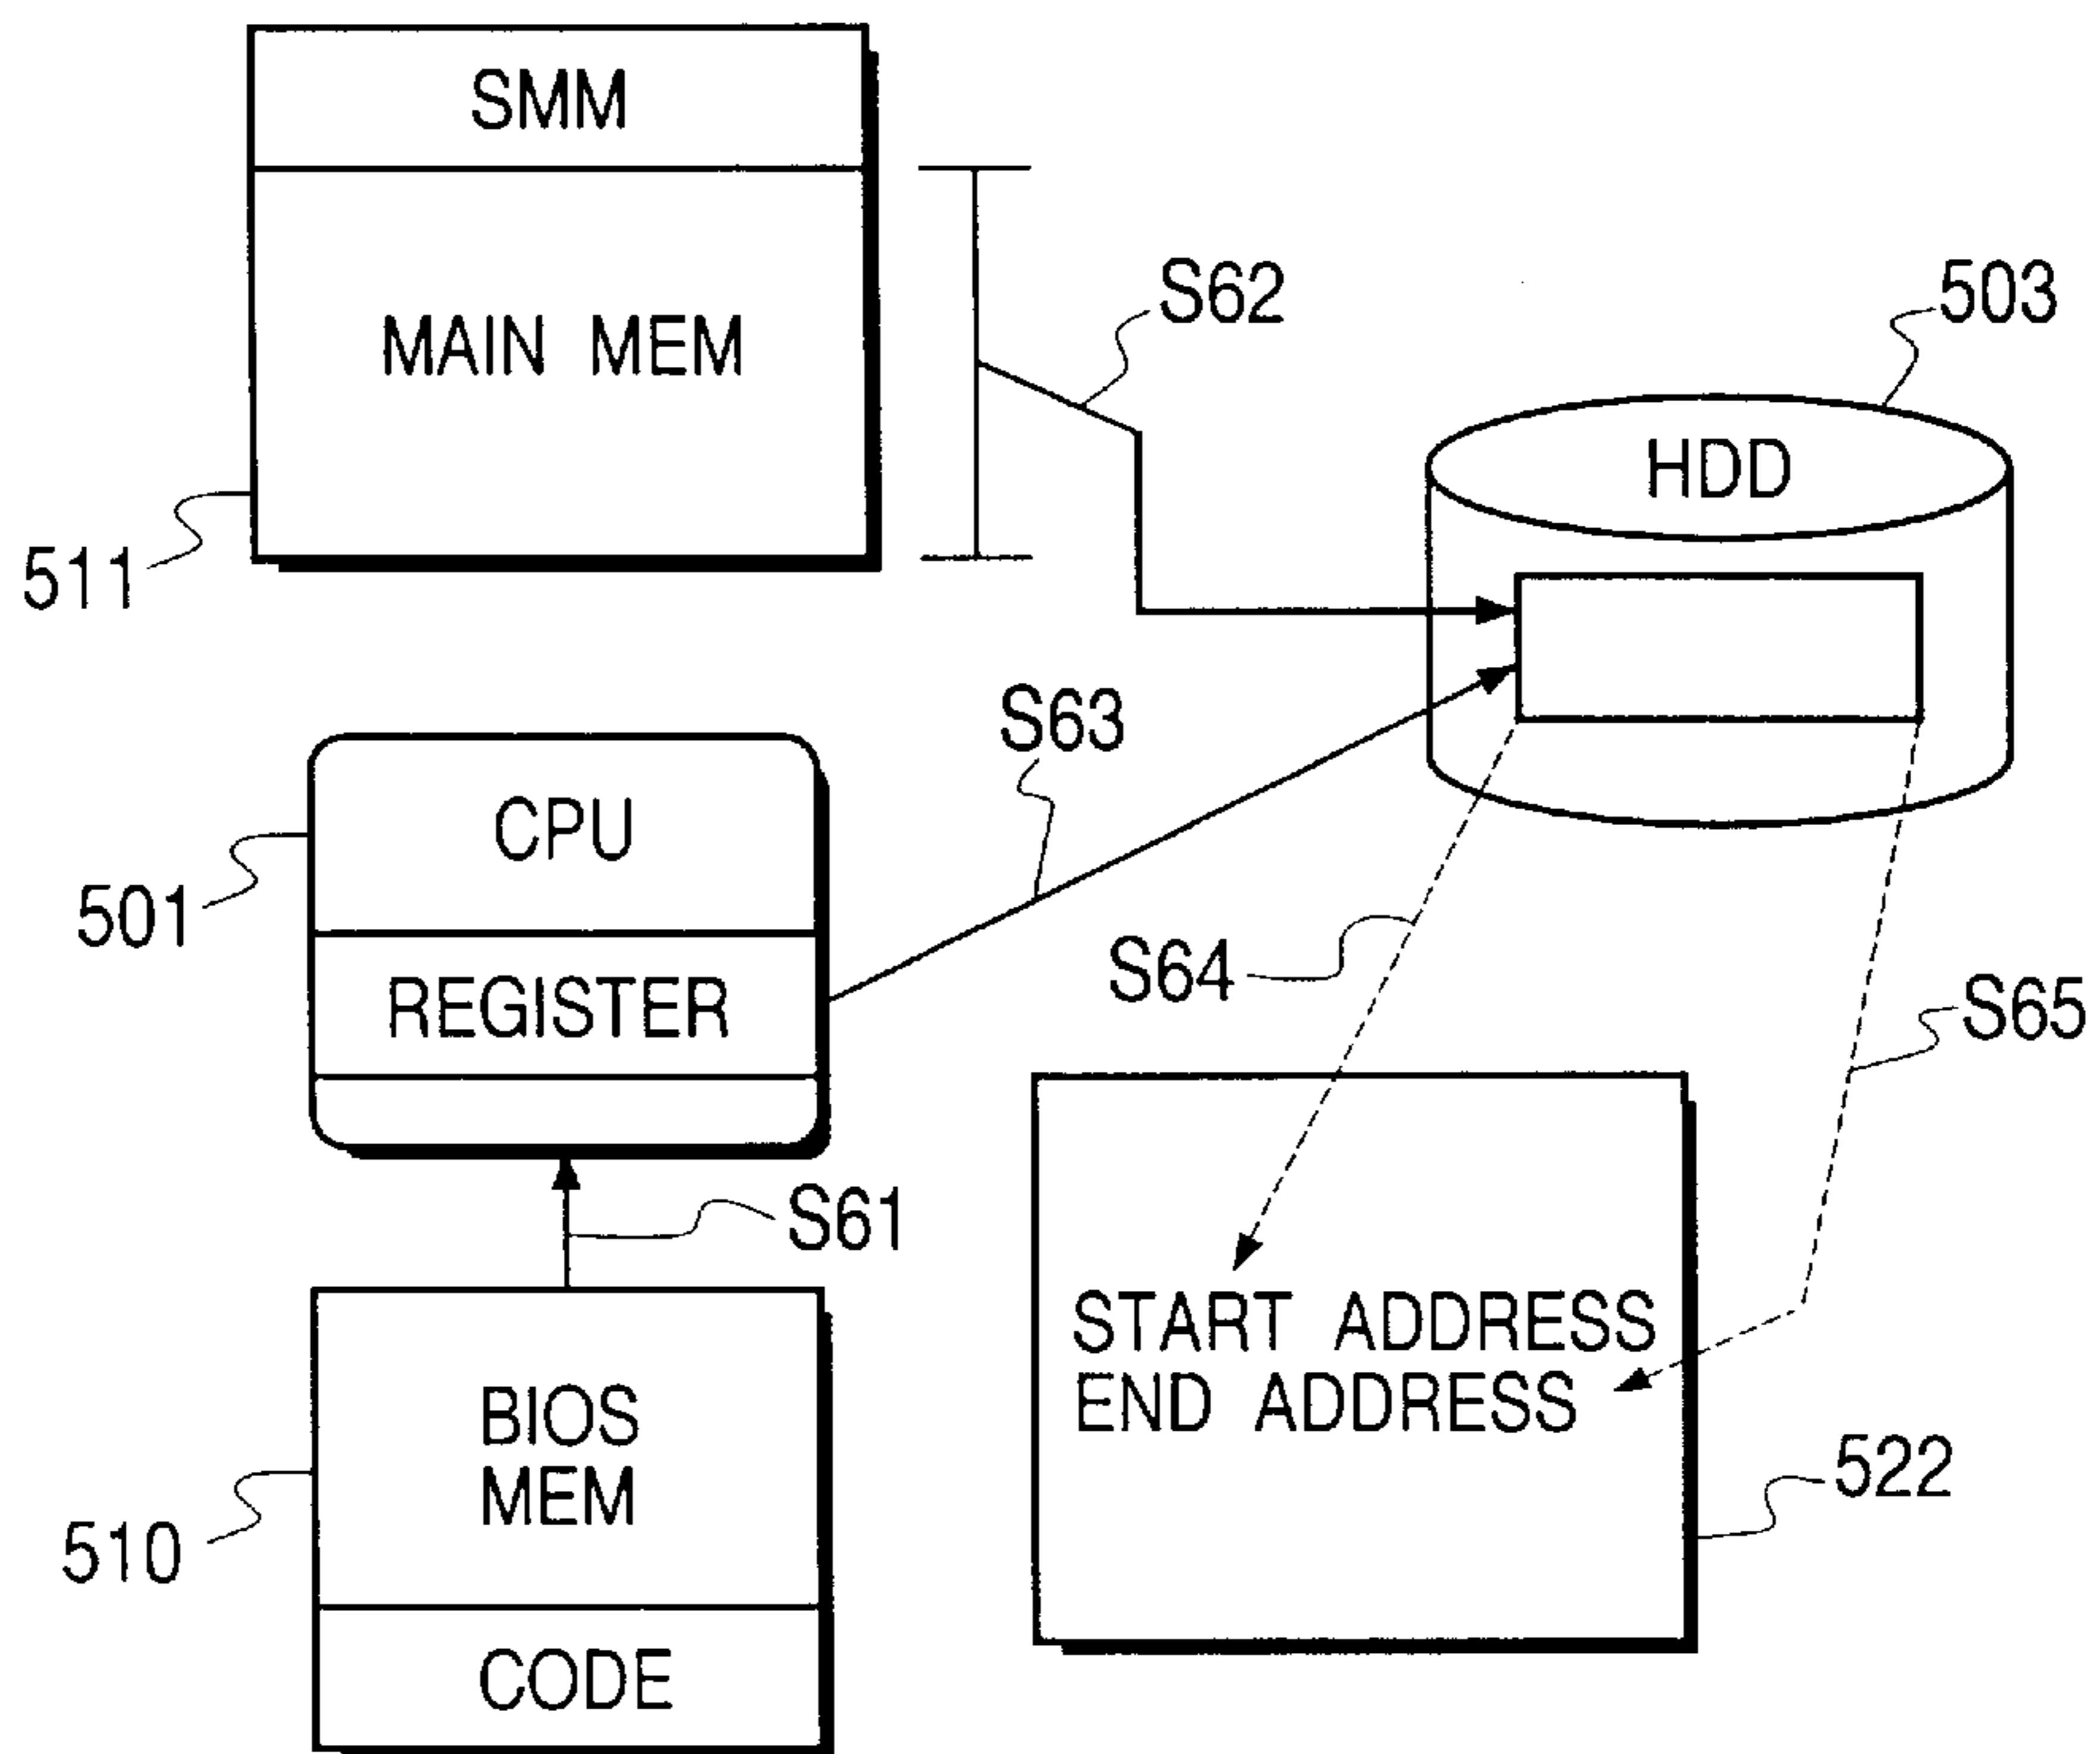 SMM
MAIN MEM
S62
503
HDD
511
S63
CPU
501
S64
REGISTER
S65
S61
START ADDRESS
END ADDRESS
BIOS
MEM
522
510
CODE